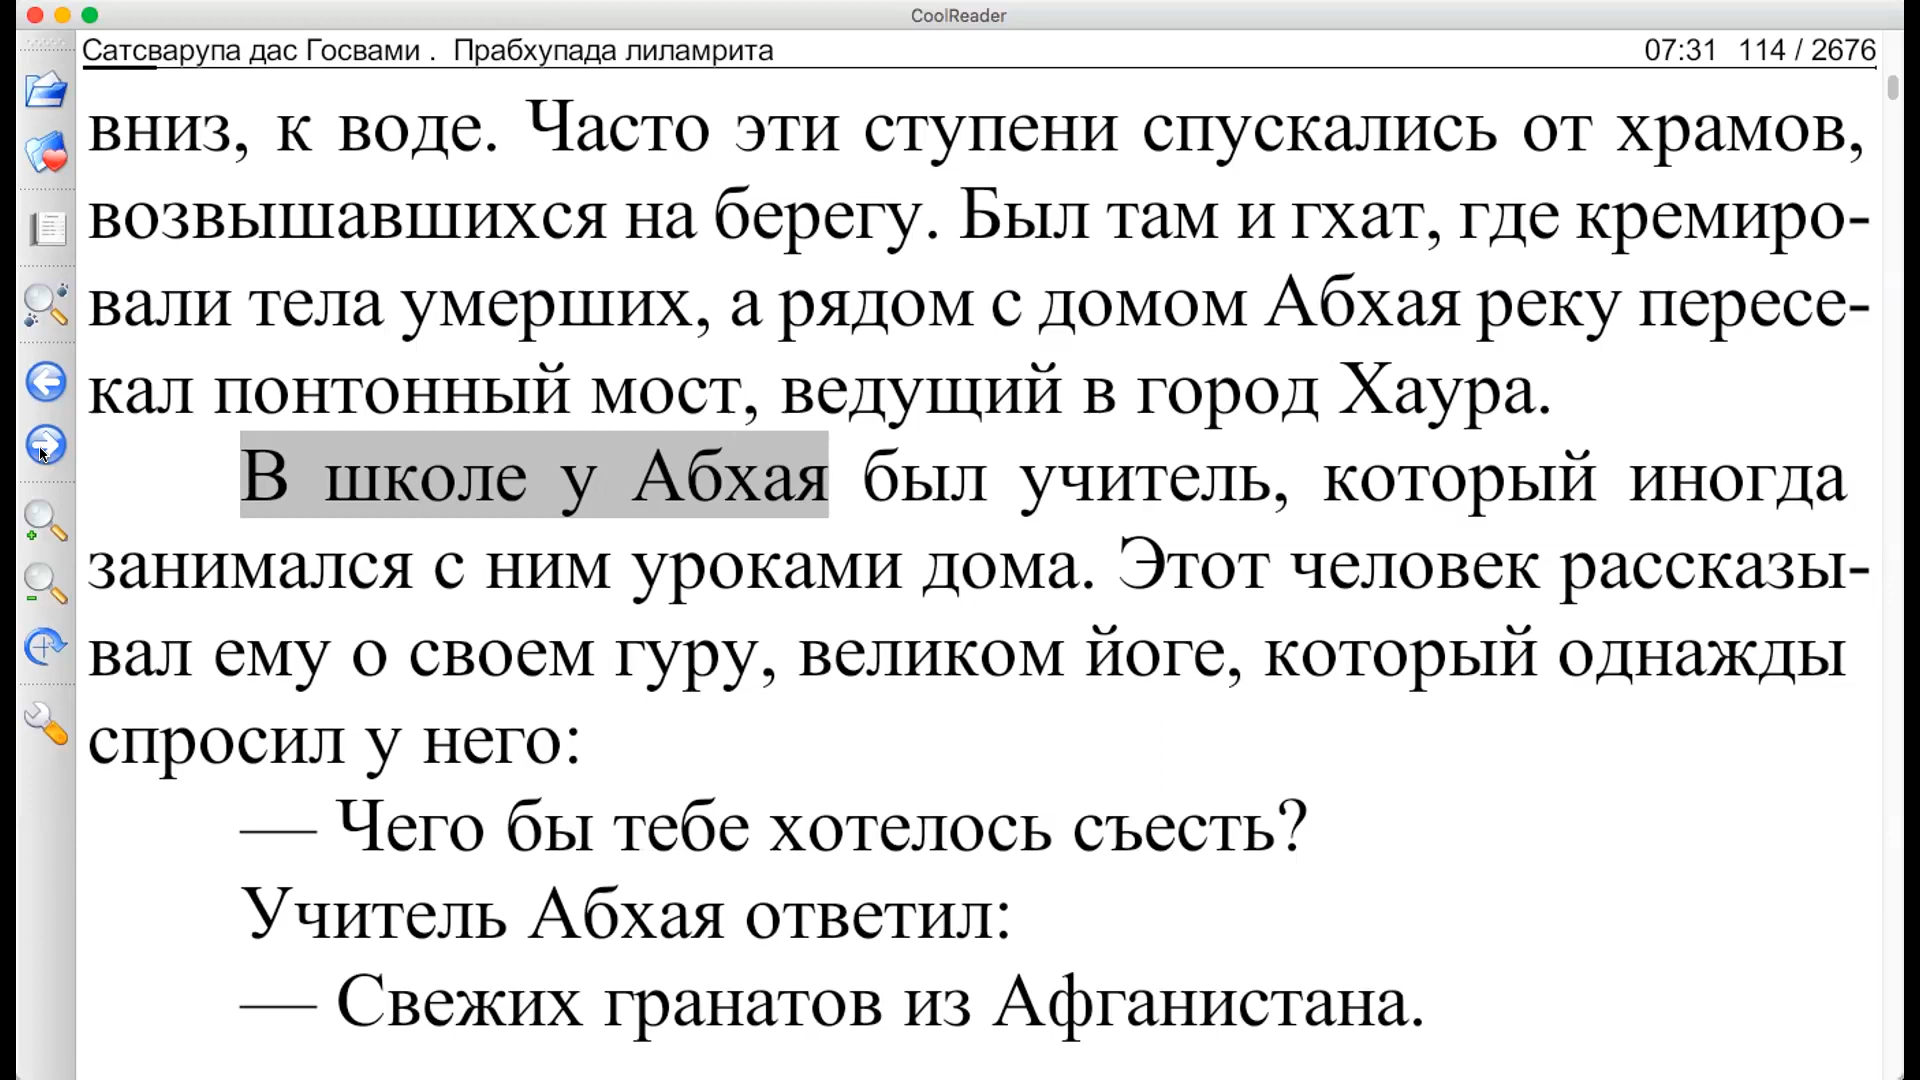 CoolReader
Сатсварупа дас Госвами .  Прабхупада лиламрита 07:31 114 / 2676
вниз, к воде. Часто эти ступени спускались от храмов,
возвышавшихся на берегу. Был там и гхат, где кремиро-
вали тела умерших, а рядом с домом Абхая реку пересе-
кал понтонный мост, ведущий в город Хаура.
В школе у Абхая был учитель, который иногда
занимался с ним уроками дома. Этот человек рассказы-
вал ему о своем гуру, великом йоге, который однажды
спросил у него:
— Чего бы тебе хотелось съесть?
Учитель Абхая ответил:
— Свежих гранатов из Афганистана.